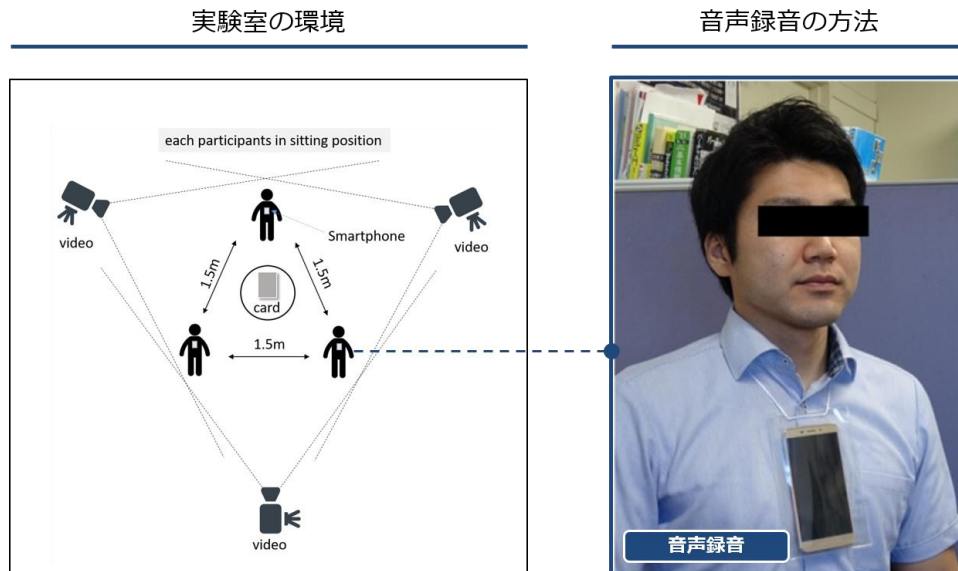 実験室の環境
音声録音の方法
each participants in sitting position
video
video
Smartphone
1.5m
1.5m
card
1.5m
video
音声録音